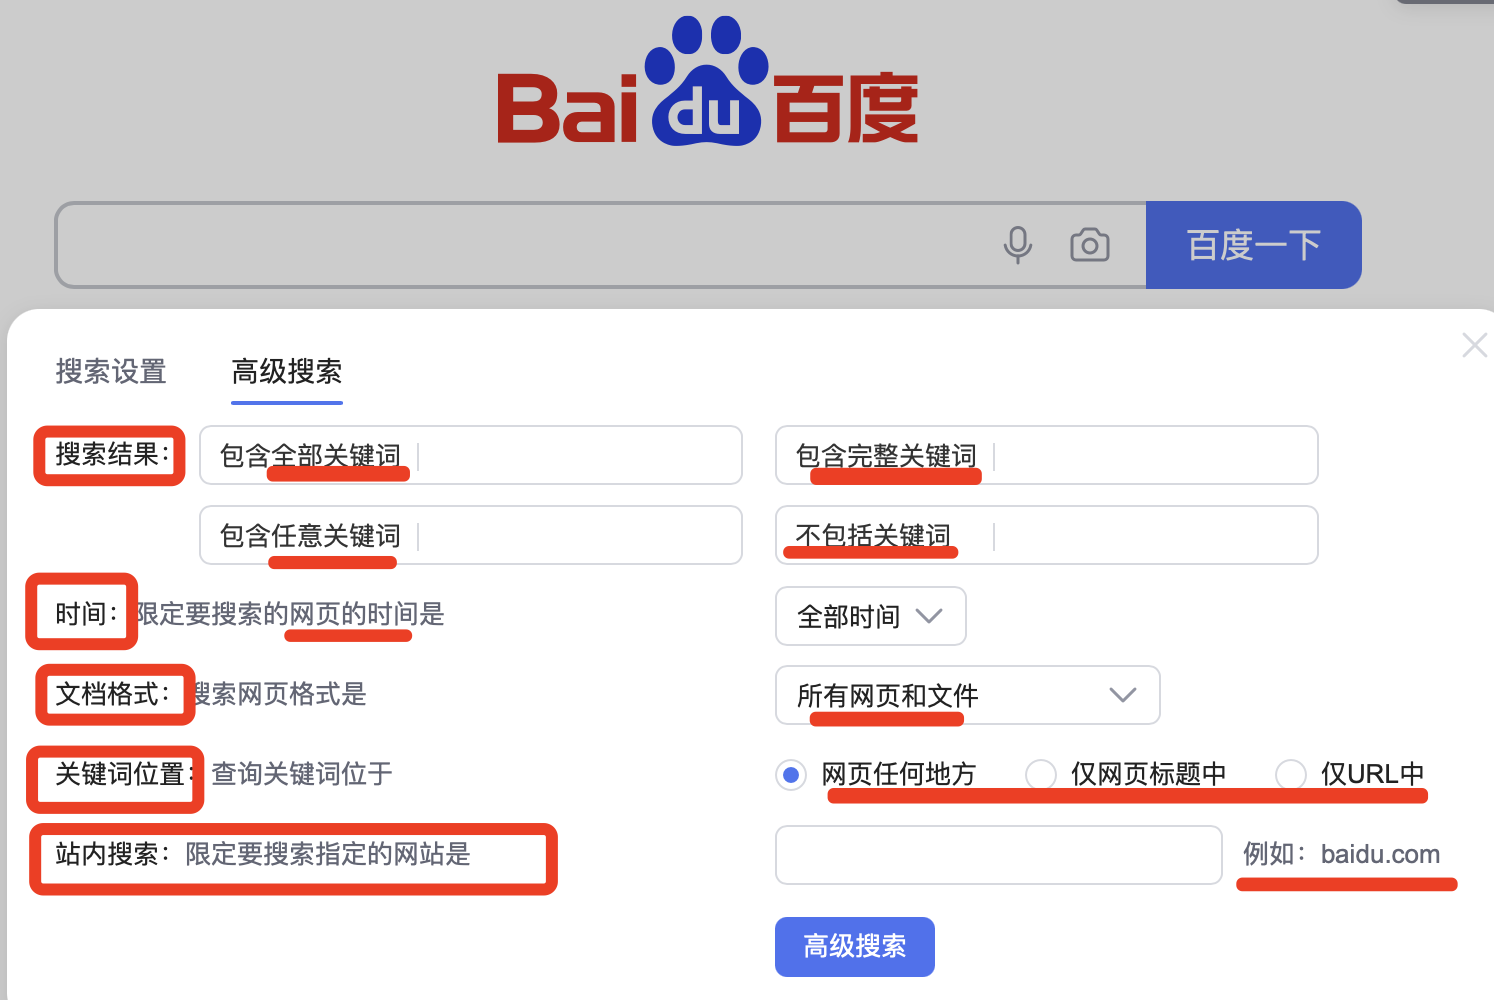 Bai du 百度
百度一下
搜索设置 高级搜索
搜索结果： 包含全部关键词 包含完整关键词
包含任意关键词 不包括关键词
时间：限定要搜索的网页的时间是 全部时间
文档格式：搜索网页格式是 所有网页和文件
关键词位置：查询关键词位于 网页任何地方 仅网页标题中 仅URL中
站内搜索：限定要搜索指定的网站是 例如：baidu.com
高级搜索